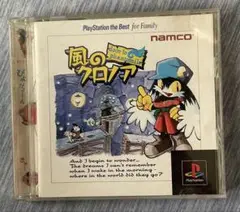 PlayStation the Best for Family
namco
風のクロノア
And I begin to wonder...
The dreams I can't remember
when I wake in the morning -
where in the world did they go?
PlayStation